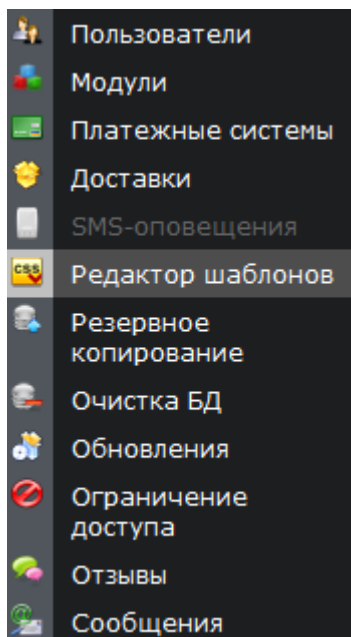 Пользователи
Модули
Платежные системы
Доставки
SMS-оповещения
CSS
Редактор шаблонов
Резервное
копирование
Очистка БД
Обновления
Ограничение
доступа
Отзывы
Сообщения